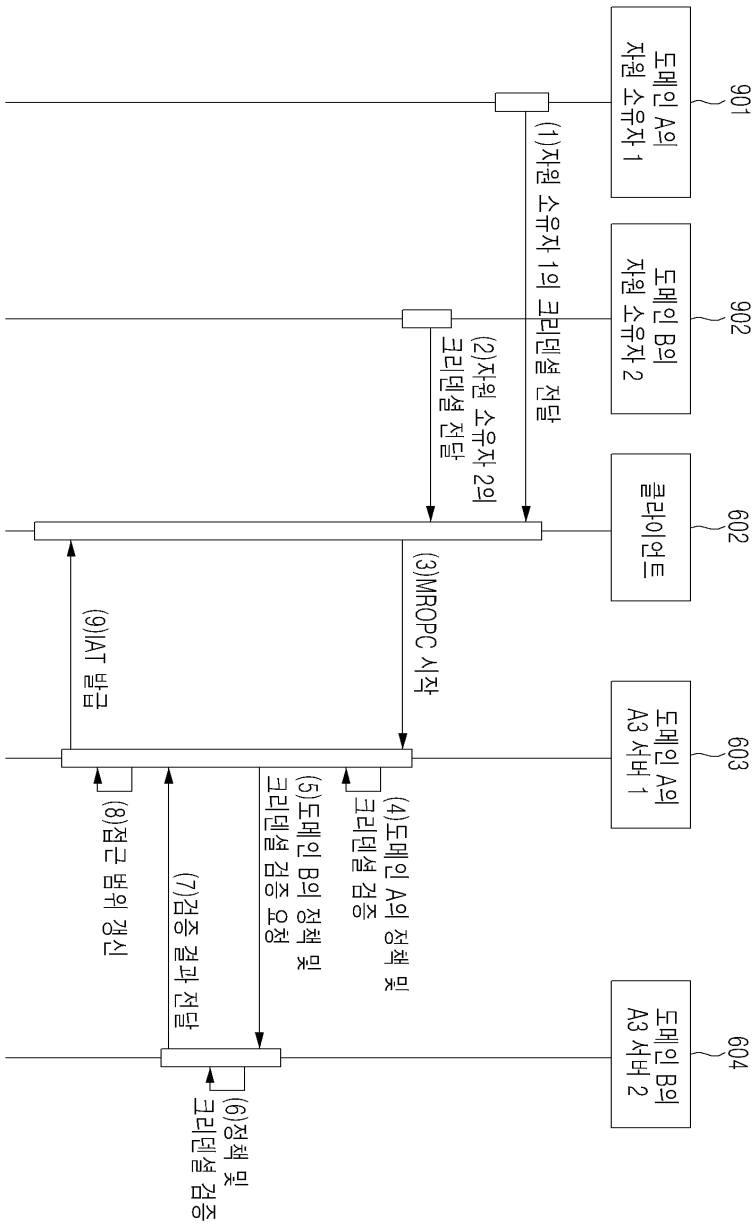 901
902
602
603
604
도메인 A의
자원 소유자 1
도메인 B의
자원 소유자 2
클라이언트
도메인 A의
A3 서버 1
도메인 B의
A3 서버 2
(1)자원 소유자 1의 크리덴셜 전달
(2)자원 소유자 2의
크리덴셜 전달
(3)MROPC 시작
(4)도메인 A의 정책 및
크리덴셜 검증
(5)도메인 B의 정책 및
크리덴셜 검증 요청
(6)정책 및
크리덴셜 검증
(7)검증 결과 전달
(8)접근 범위 갱신
(9)IAT 발급